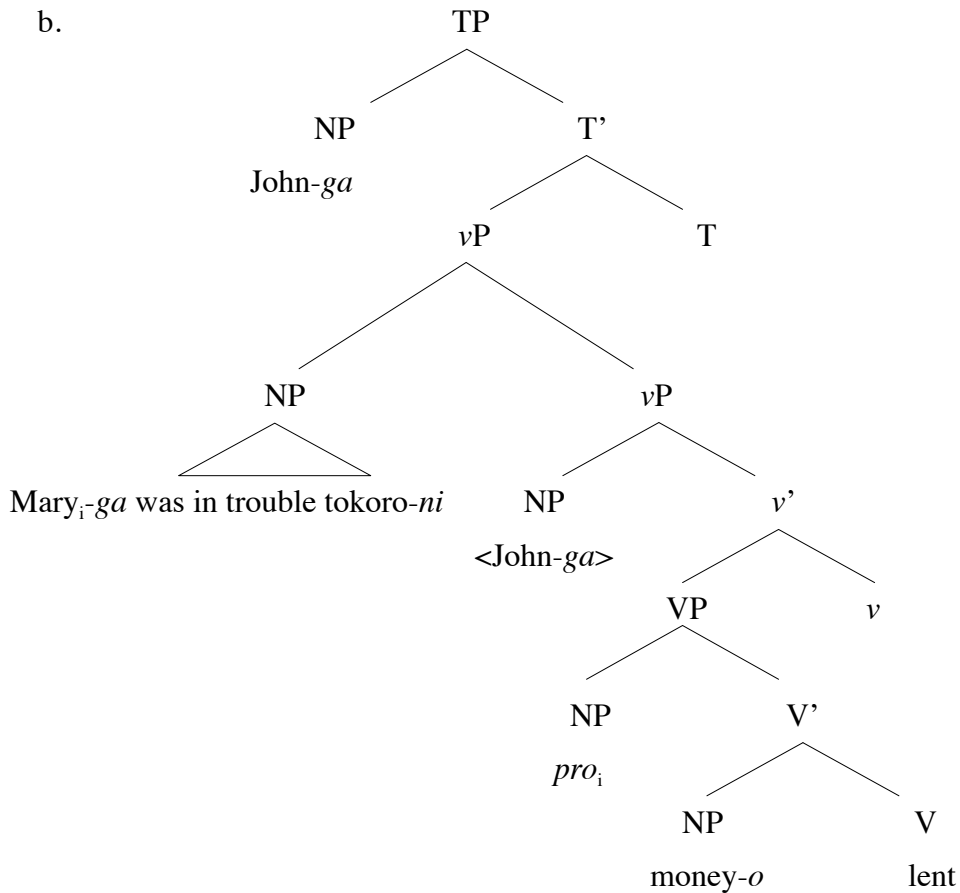 b.
TP
NP T’
John-ga
vP T
NP vP
Maryi-ga was in trouble tokoro-ni NP v’
<John-ga>
VP v
NP V’
proi
NP V
money-o lent